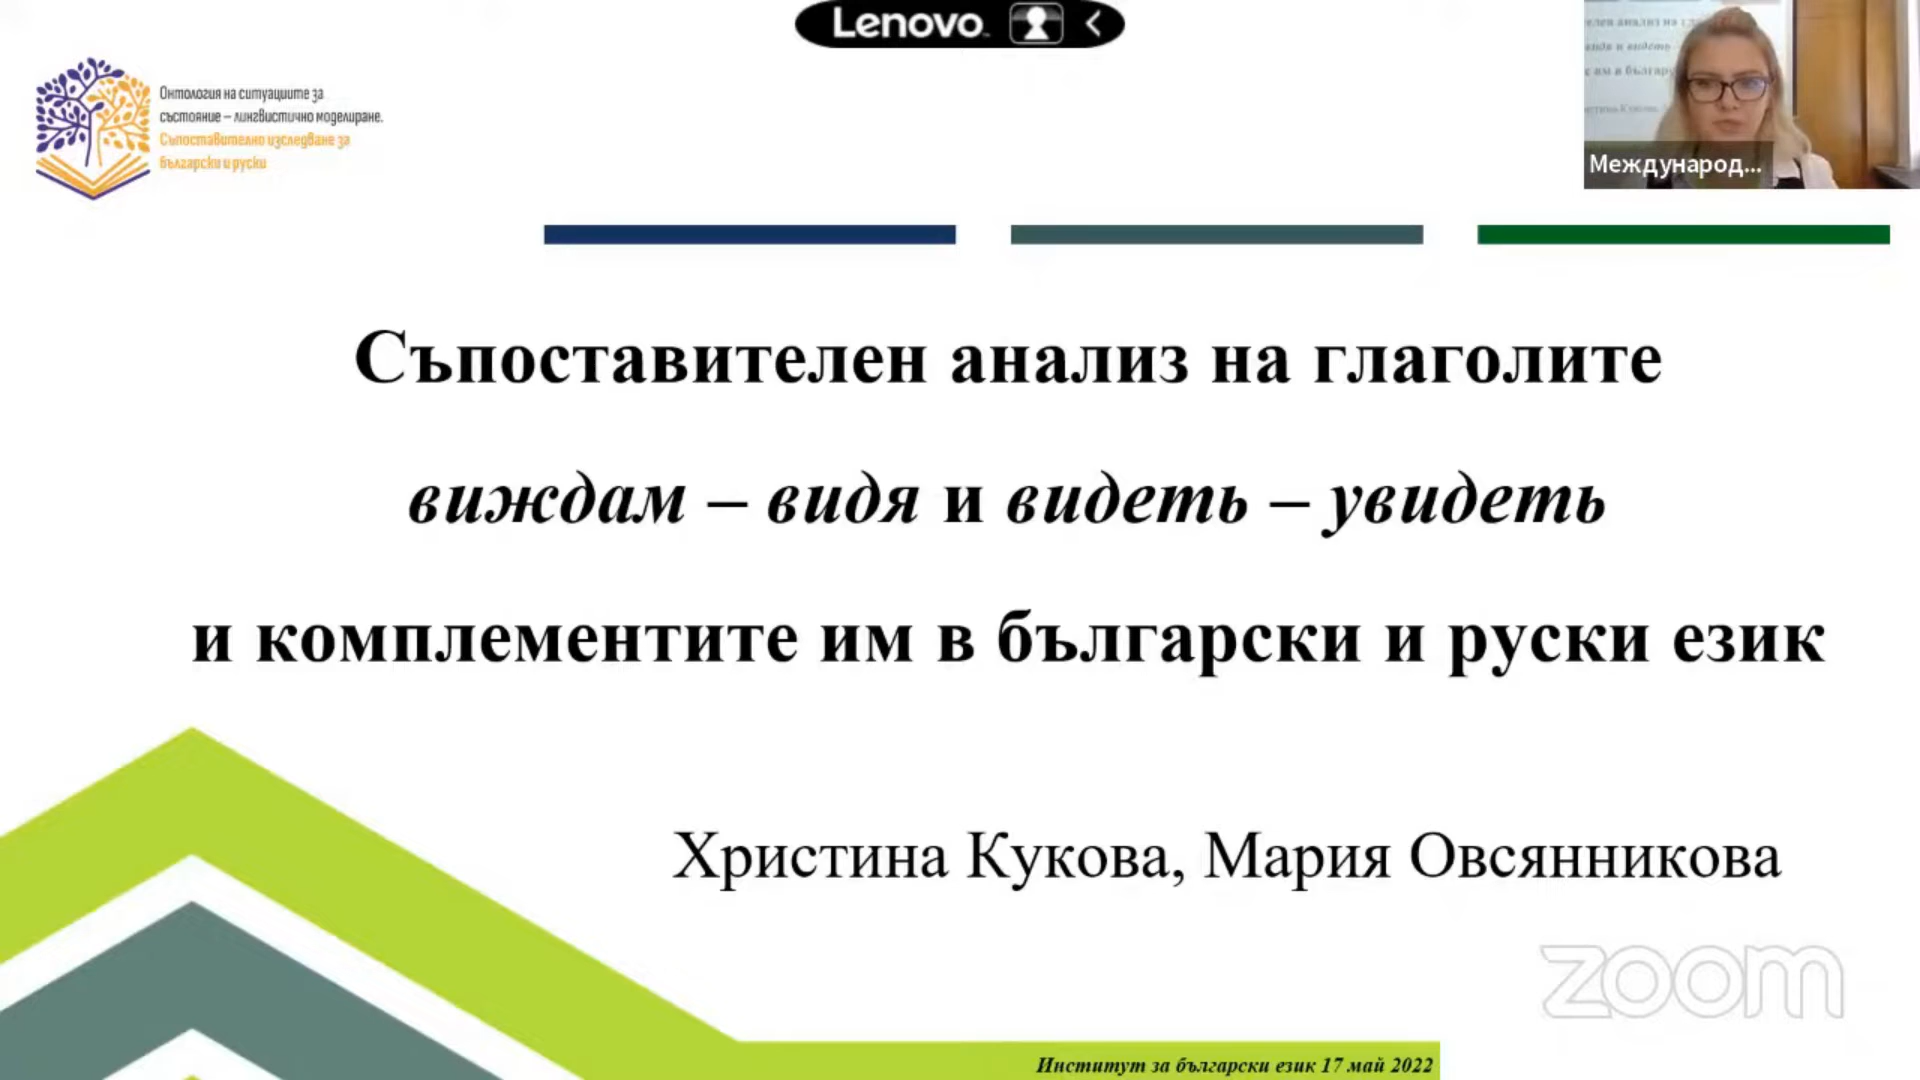 Lenovo
Онтология на ситуациите за
състояние – лингвистично моделиране.
Съпоставително изследване за
български и руски
Международ...
Съпоставителен анализ на глаголите
виждам – видя и видеть – увидеть
и комплементите им в български и руски език
Христина Кукова, Мария Овсянникова
zoom
Институт за български език 17 май 2022